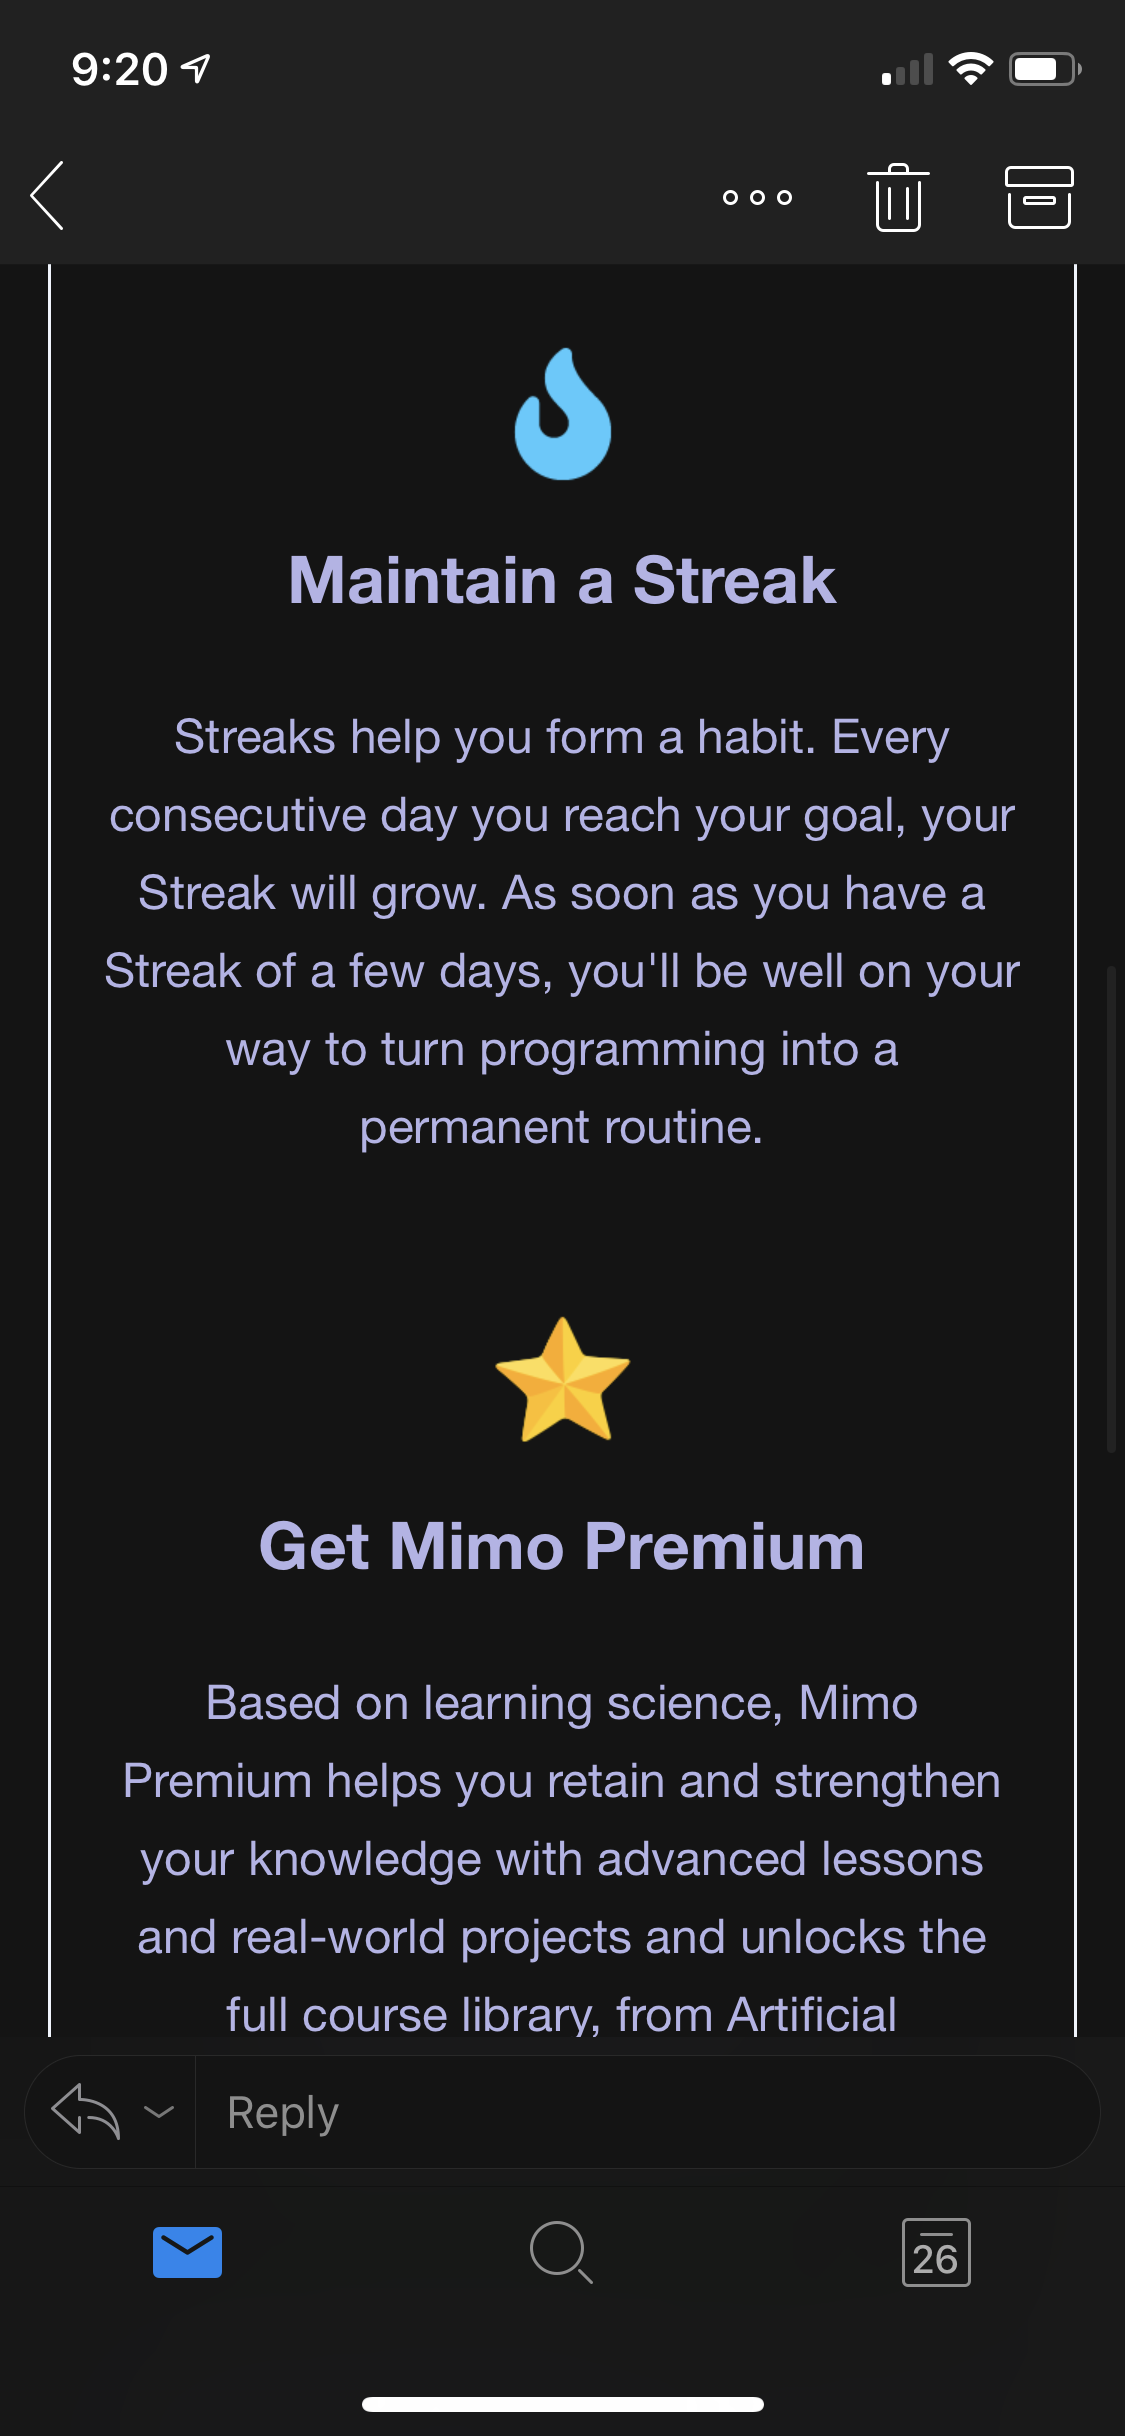 9:20
Maintain a Streak
Streaks help you form a habit. Every
consecutive day you reach your goal, your
Streak will grow. As soon as you have a
Streak of a few days, you'll be well on your
way to turn programming into a
permanent routine.
Get Mimo Premium
Based on learning science, Mimo
Premium helps you retain and strengthen
your knowledge with advanced lessons
and real-world projects and unlocks the
full course library, from Artificial
Reply
26